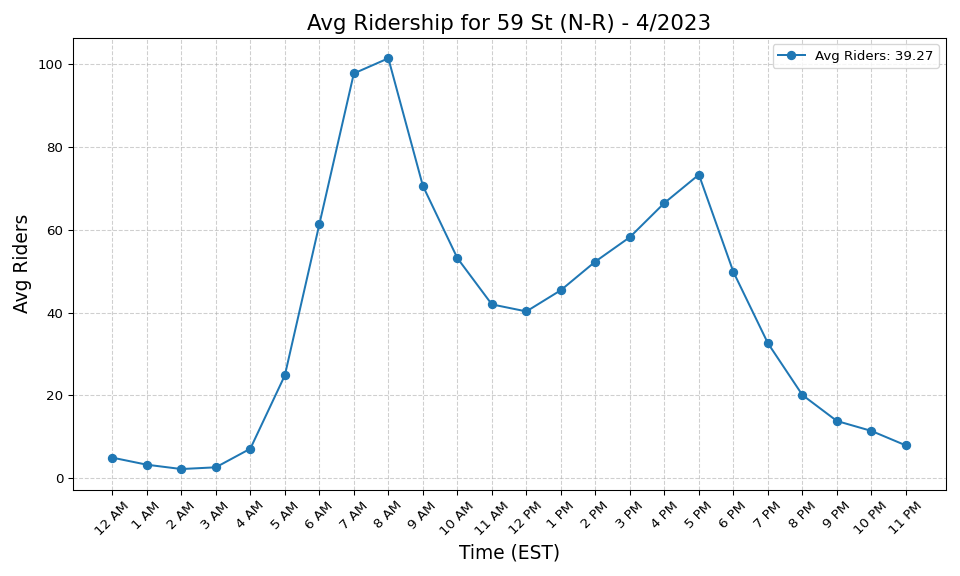 Avg Ridership for 59 St (N-R) - 4/2023
Avg Riders: 39.27
Avg Riders
100
80
60
40
20
0
12 AM
1 AM
2 AM
3 AM
4 AM
5 AM
6 AM
7 AM
8 AM
9 AM
10 AM
11 AM
12 PM
1 PM
2 PM
3 PM
4 PM
5 PM
6 PM
7 PM
8 PM
9 PM
10 PM
11 PM
Time (EST)